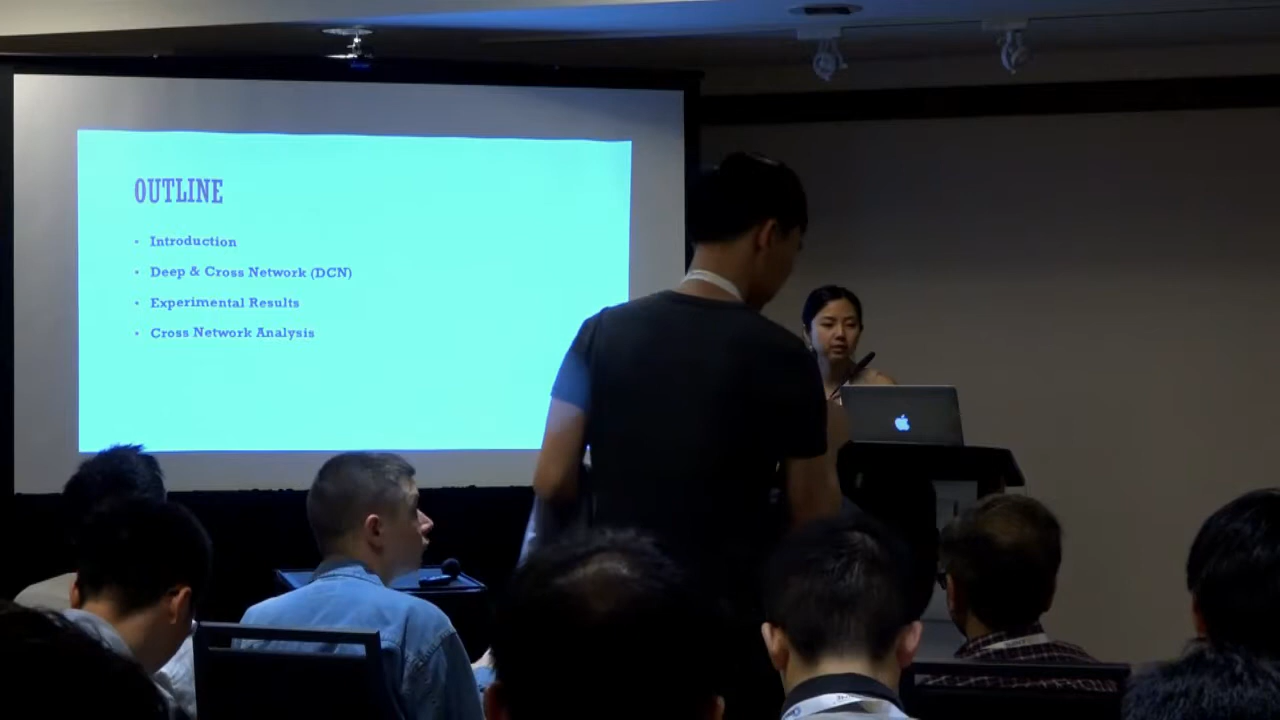 OUTLINE
• Introduction
• Deep & Cross Network (DCN)
• Experimental Results
• Cross Network Analysis